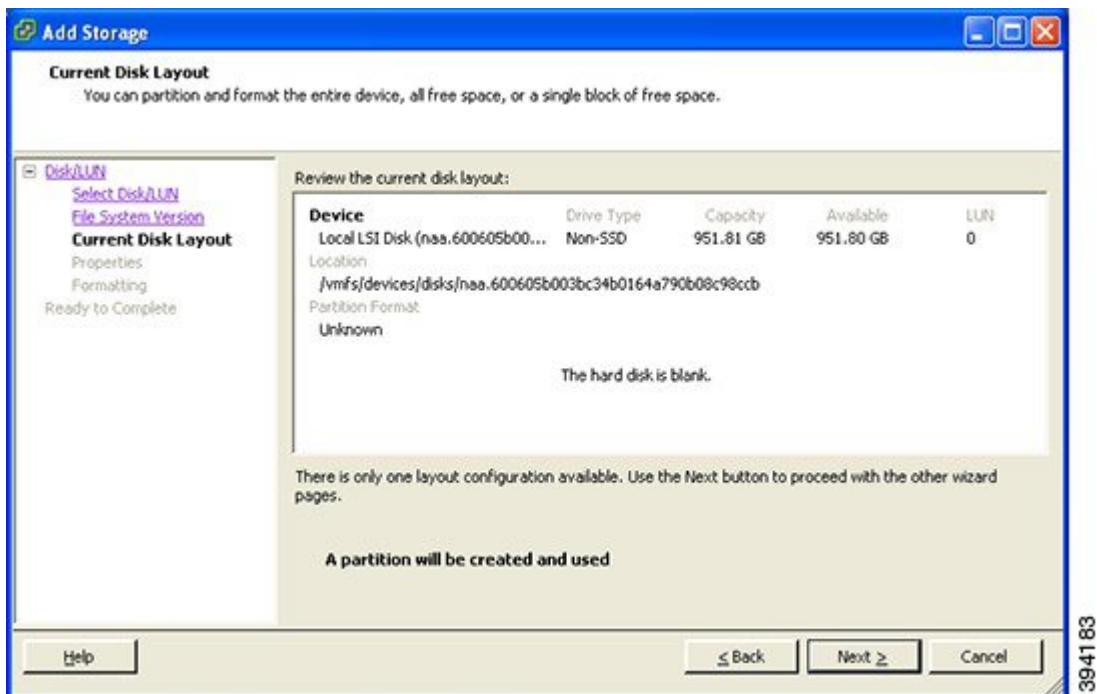 Add Storage
Current Disk Layout
You can partition and format the entire device, all free space, or a single block of free space.
Disk/LUN
Select Disk/LUN
File System Version
Current Disk Layout
Properties
Formatting
Ready to Complete
Review the current disk layout:
Device Drive Type Capacity Available LUN
Local LSI Disk (naa.600605b00... Non-SSD 951.81 GB 951.80 GB 0
Location
/vmfs/devices/disks/naa.600605b003bc34b0164a790b08c98ccb
Partition Format
Unknown
The hard disk is blank.
There is only one layout configuration available. Use the Next button to proceed with the other wizard
pages.
A partition will be created and used
Help
≤ Back
Next ≥
Cancel
394183